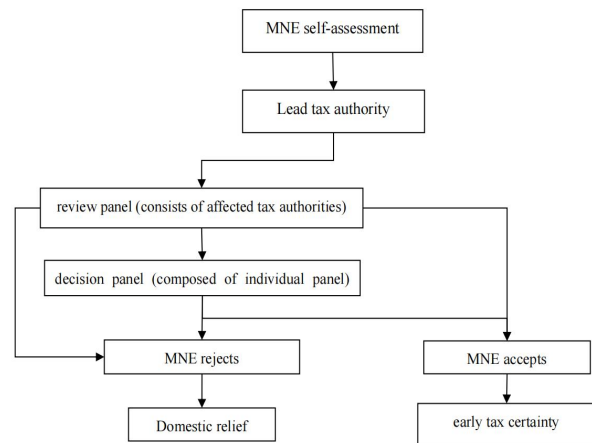 MNE self-assessment
Lead tax authority
review panel (consists of affected tax authorities)
decision panel (composed of individual panel)
MNE rejects
MNE accepts
Domestic relief
early tax certainty